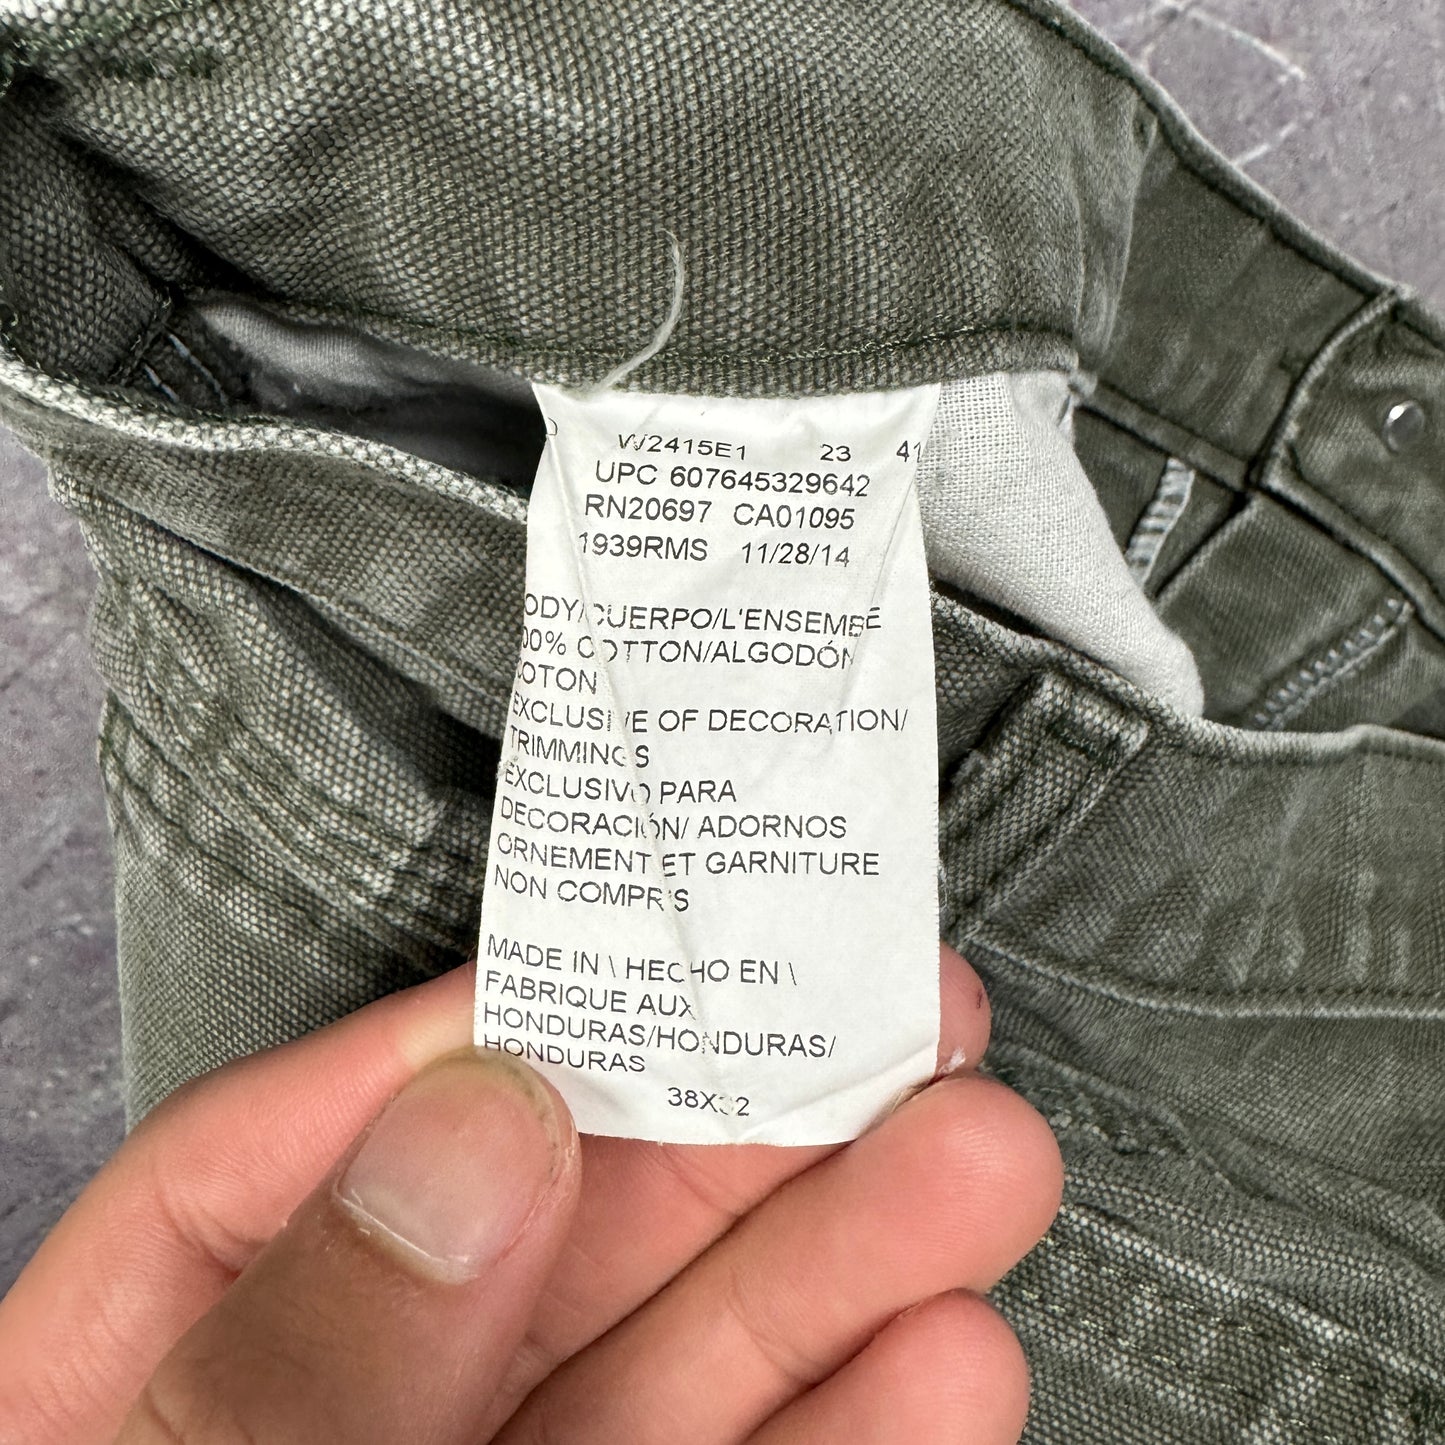 W2415E1 23 41
UPC 607645329642
RN20697 CA01095
1939RMS 11/28/14
ODY/CUERPO/L'ENSEMBE
00% COTTON/ALGODÓN
COTON
EXCLUSIVE OF DECORATION/
TRIMMINGS
EXCLUSIVO PARA
DECORACIÓN/ ADORNOS
ORNEMENT ET GARNITURE
NON COMPRIS
MADE IN \ HECHO EN \
FABRIQUE AUX
HONDURAS/HONDURAS/
HONDURAS
38X32